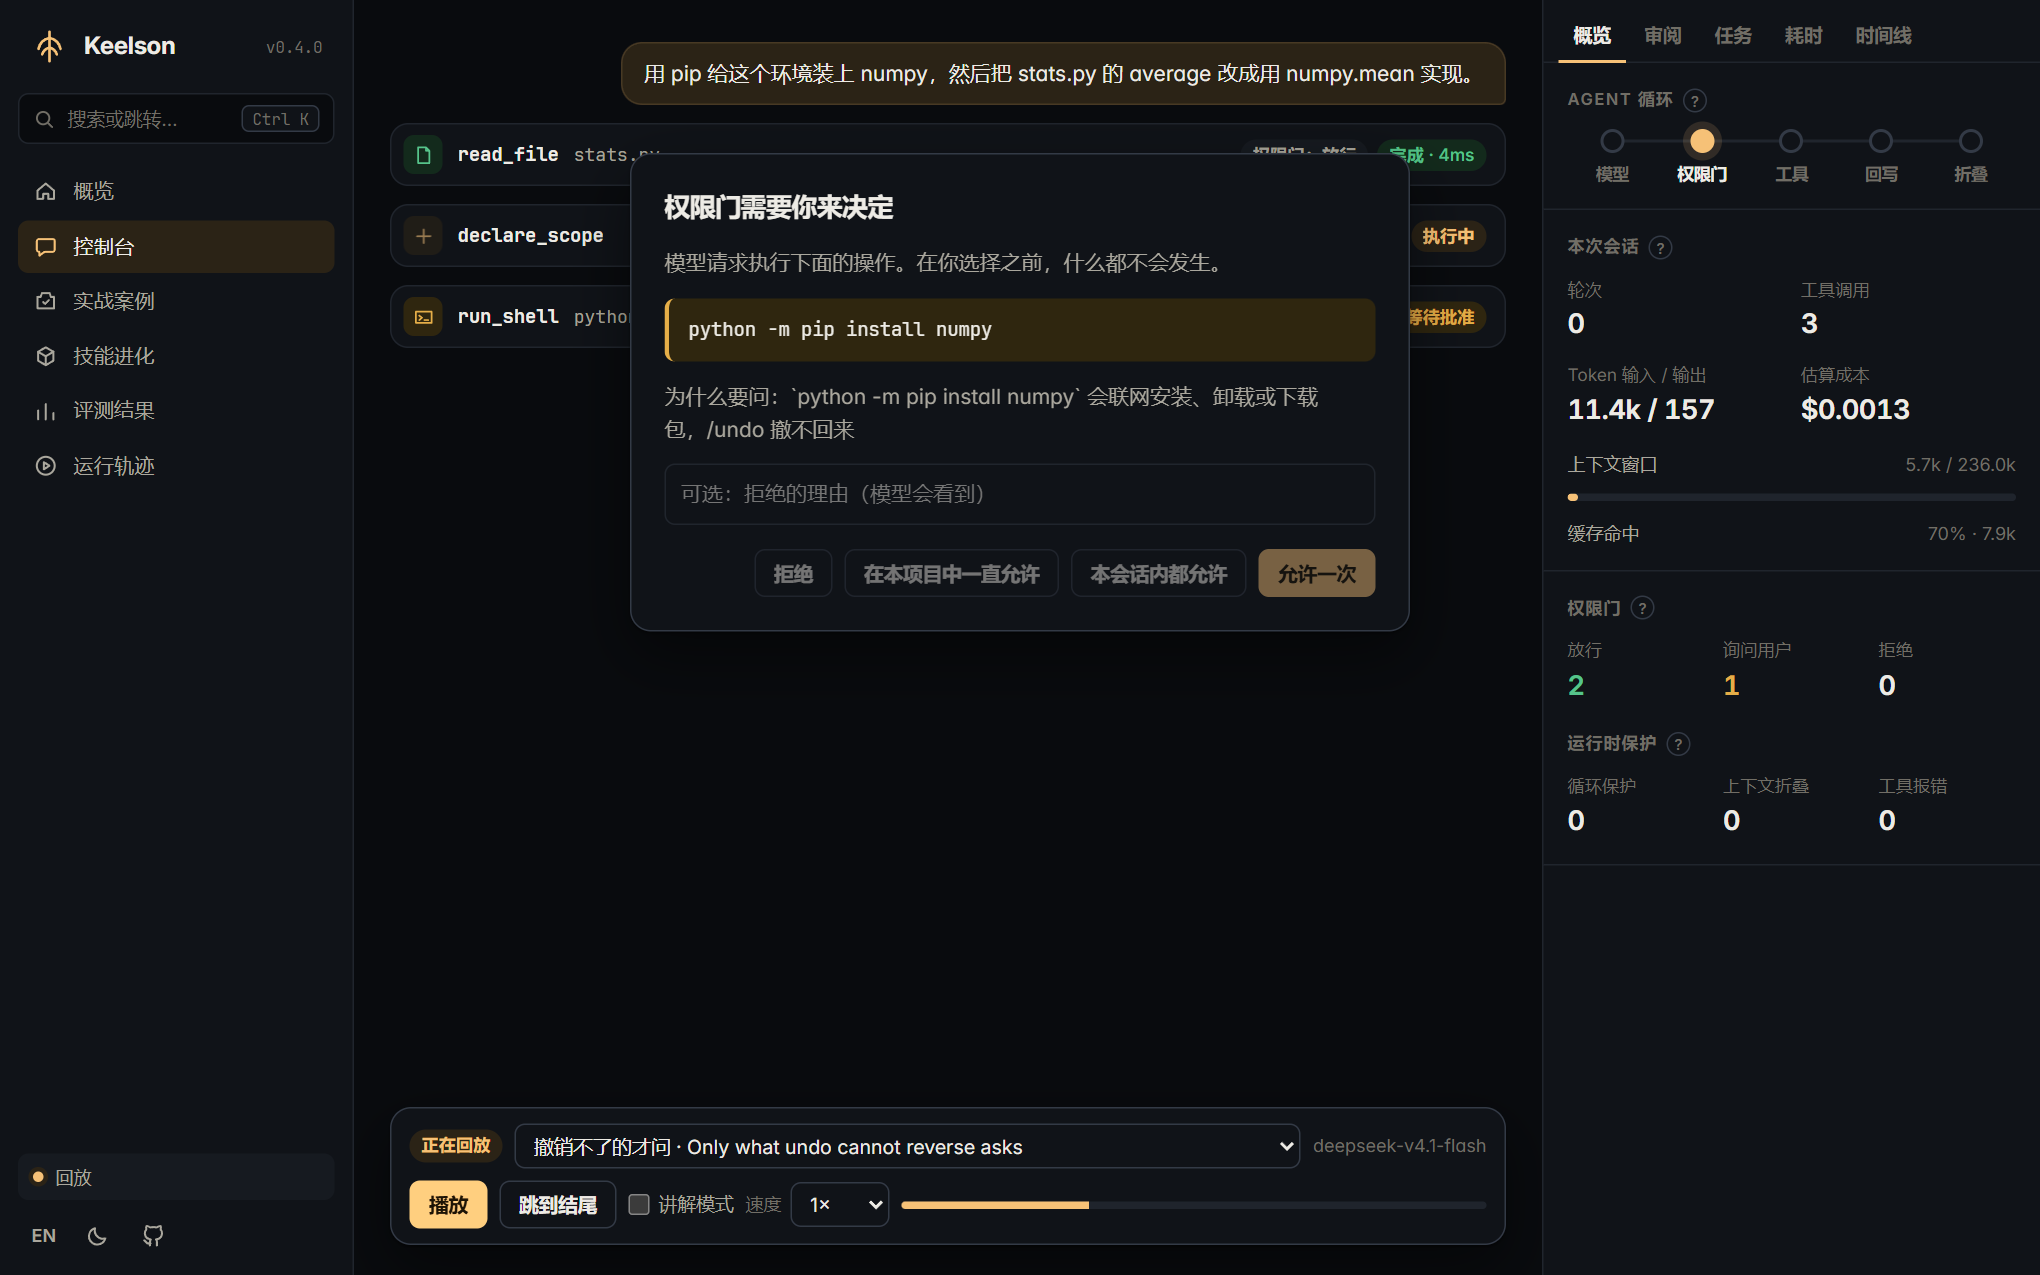 Keelson
v0.4.0
搜索或跳转...
Ctrl K
概览
控制台
实战案例
技能进化
评测结果
运行轨迹
回放
EN
用 pip 给这个环境装上 numpy，然后把 stats.py 的 average 改成用 numpy.mean 实现。
read_file stats.py 权限门：放行 完成 · 4ms
declare_scope 执行中
run_shell 等待批准
权限门需要你来决定
模型请求执行下面的操作。在你选择之前，什么都不会发生。
python -m pip install numpy
为什么要问：`python -m pip install numpy` 会联网安装、卸载或下载
包，/undo 撤不回来
可选：拒绝的理由（模型会看到）
拒绝
在本项目中一直允许
本会话内都允许
允许一次
正在回放
撤销不了的才问 · Only what undo cannot reverse asks
deepseek-v4.1-flash
播放
跳到结尾
讲解模式
速度
1×
概览 审阅 任务 耗时 时间线
AGENT 循环 ?
模型 权限门 工具 回写 折叠
本次会话 ?
轮次 工具调用
0 3
Token 输入 / 输出 估算成本
11.4k / 157 $0.0013
上下文窗口 5.7k / 236.0k
缓存命中 70% · 7.9k
权限门 ?
放行 询问用户 拒绝
2 1 0
运行时保护 ?
循环保护 上下文折叠 工具报错
0 0 0